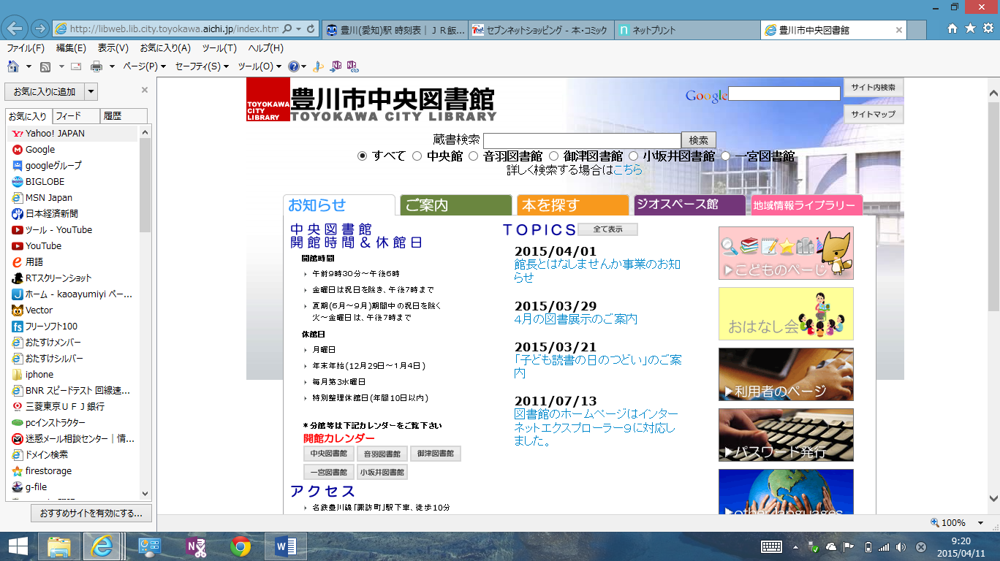 http://libweb.lib.city.toyokawa.aichi.jp/index.htm
豊川(愛知)駅 時刻表｜ＪＲ飯...
セブンネットショッピング - 本・コミック
ネットプリント
豊川市中央図書館
ファイル(F) 編集(E) 表示(V) お気に入り(A) ツール(T) ヘルプ(H)
ページ(P) セーフティ(S) ツール(O)
お気に入りに追加
お気に入り フィード 履歴
Yahoo! JAPAN
Google
googleグループ
BIGLOBE
MSN Japan
日本経済新聞
ツール - YouTube
YouTube
用語
RTスクリーンショット
ホーム - kaoayumiyi ペー...
Vector
フリーソフト100
おたすけメンバー
おたすけシルバー
iphone
BNR スピードテスト 回線速...
三菱東京ＵＦＪ銀行
pcインストラクター
迷惑メール相談センター｜情...
ドメイン検索
firestorage
g-file
おすすめサイトを有効にする...
TOYOKAWA
CITY
LIBRARY
豊川市中央図書館
TOYOKAWA CITY LIBRARY
Google
サイト内検索
サイトマップ
蔵書検索 検索
すべて 中央館 音羽図書館 御津図書館 小坂井図書館 一宮図書館
詳しく検索する場合はこちら
お知らせ ご案内 本を探す ジオスペース館 地域情報ライブラリー
中央図書館
開館時間＆休館日
開館時間
午前9時30分～午後6時
金曜日は祝日を除き、午後7時まで
夏期(6月～9月)期間中の祝日を除く
火～金曜日は、午後7時まで
休館日
月曜日
年末年始(12月29日～1月4日)
毎月第3水曜日
特別整理休館日(年間10日以内)
＊分館等は下記カレンダーをご覧下さい
開館カレンダー
中央図書館 音羽図書館 御津図書館
一宮図書館 小坂井図書館
アクセス
名鉄豊川線「諏訪町」駅下車、徒歩10分
ＴＯＰＩＣＳ 全て表示
2015/04/01
館長とはなしませんか事業のお知
らせ
2015/03/29
4月の図書展示のご案内
2015/03/21
「子ども読書の日のつどい」のご案
内
2011/07/13
図書館のホームページはインター
ネットエクスプローラー９に対応し
ました。
こどものページ
おはなし会
利用者のページ
パスワード発行
other languages
100%
9:20
2015/04/11